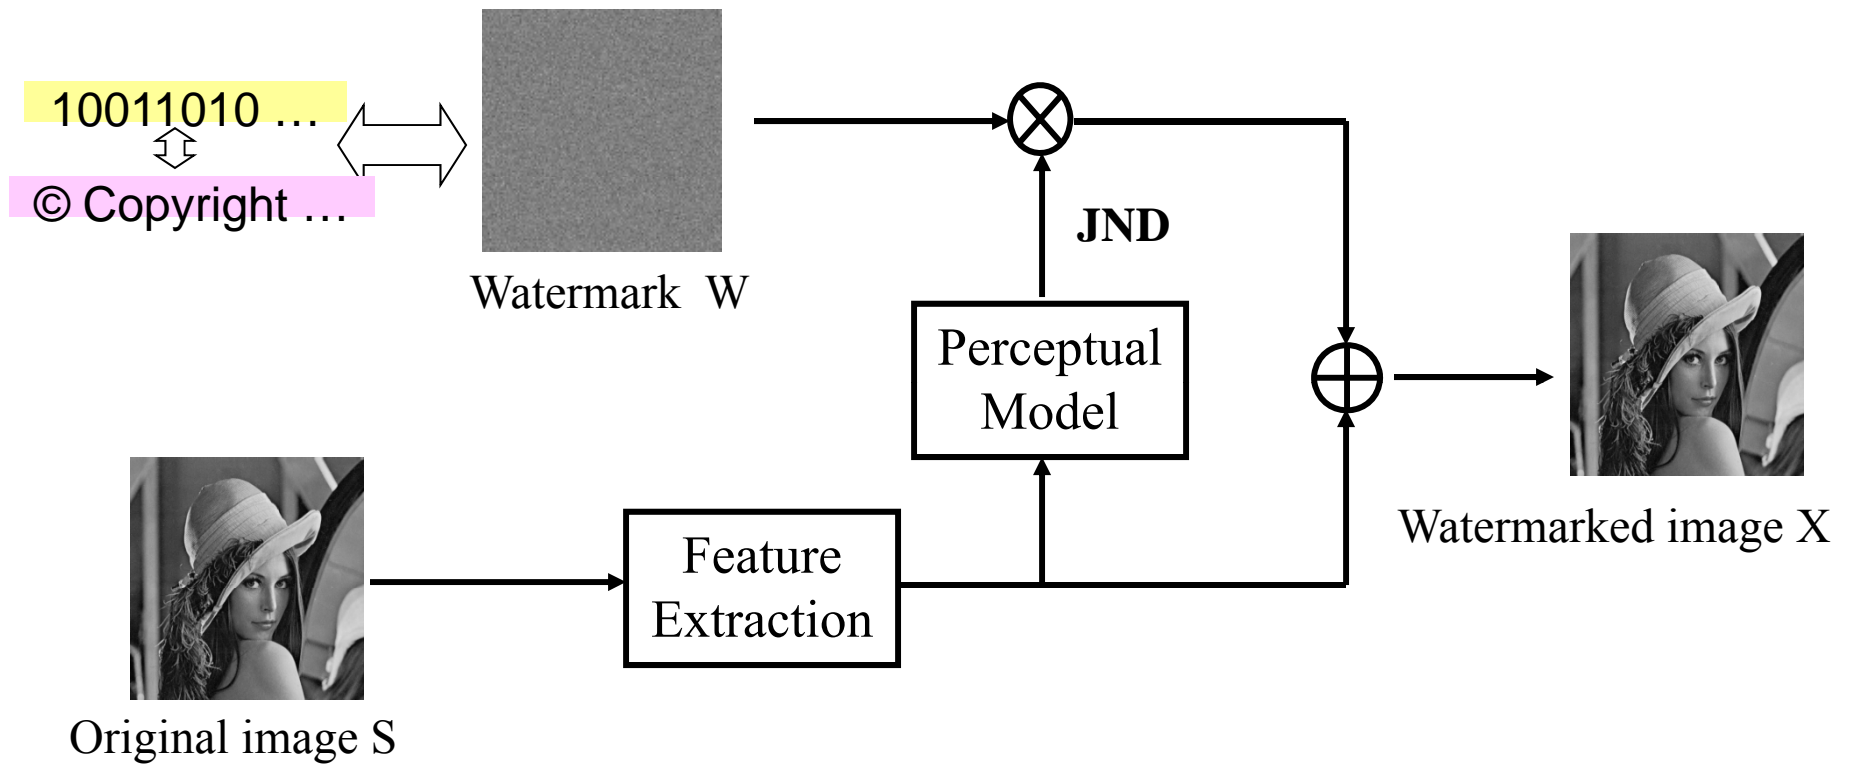 10011010 …
© Copyright …
Watermark W
JND
Perceptual
Model
Feature
Extraction
Original image S
Watermarked image X